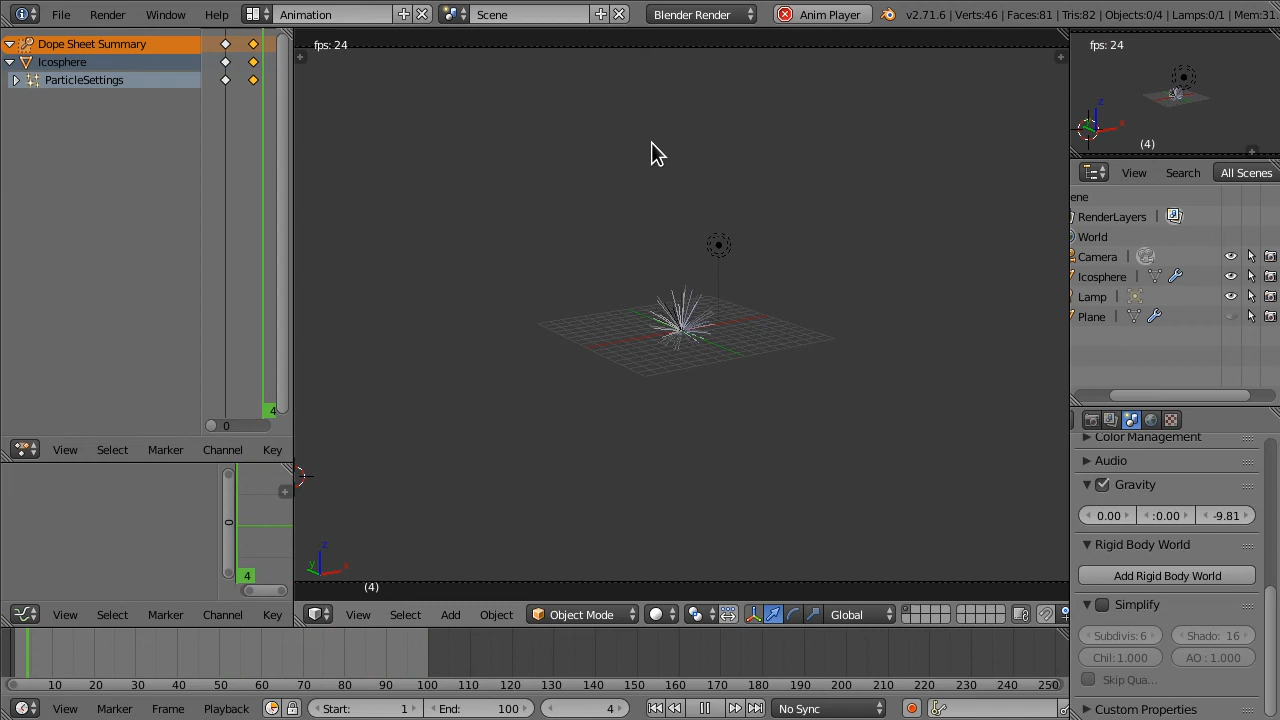 File Render Window Help Animation Scene Blender Render Anim Player v2.71.6 | Verts:46 | Faces:81 | Tris:82 | Objects:0/4 | Lamps:0/1 | Mem:31
Dope Sheet Summary
Icosphere
ParticleSettings
4
0
View Select Marker Channel Key
0
4
View Select Marker Channel Key
fps: 24
z
y
x
(4)
View Select Add Object Object Mode Global
fps: 24
z
x
(4)
View Search All Scenes
ene
RenderLayers
World
Camera
Icosphere
Lamp
Plane
Color Management
Audio
Gravity
0.00 :0.00 -9.81
Rigid Body World
Add Rigid Body World
Simplify
Subdivis: 6 Shado: 16
Chil: 1.000 AO : 1.000
Skip Qua...
Custom Properties
10 20 30 40 50 60 70 80 90 100 110 120 130 140 150 160 170 180 190 200 210 220 230 240 250
View Marker Frame Playback Start: 1 End: 100 4 No Sync